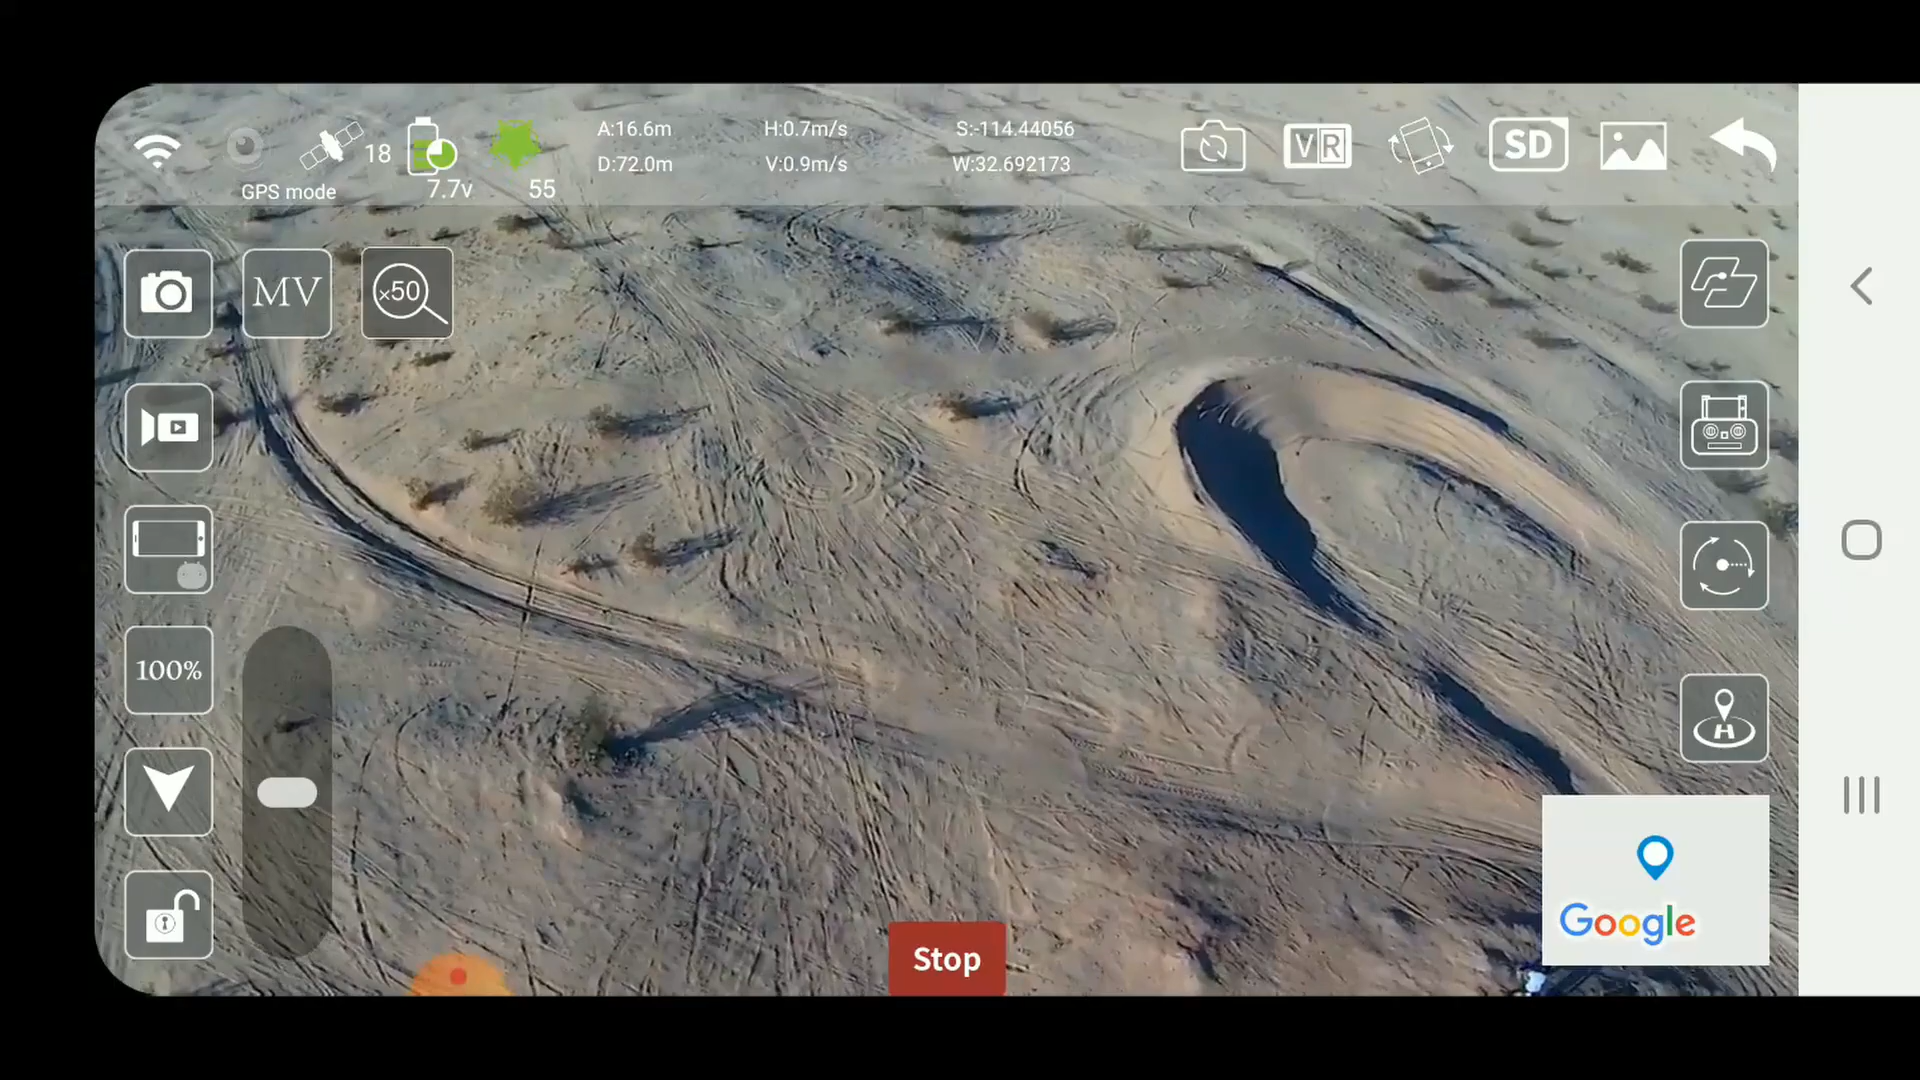 18
GPS mode
7.7v
55
A:16.6m
D:72.0m
H:0.7m/s
V:0.9m/s
S:-114.44056
W:32.692173
VR
SD
MV
×50
100%
H
Stop
Google